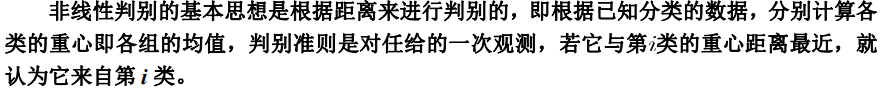 非线性判别的基本思想是根据距离来进行判别的，即根据已知分类的数据，分别计算各
类的重心即各组的均值，判别准则是对任给的一次观测，若它与第i类的重心距离最近，就
认为它来自第 i 类。